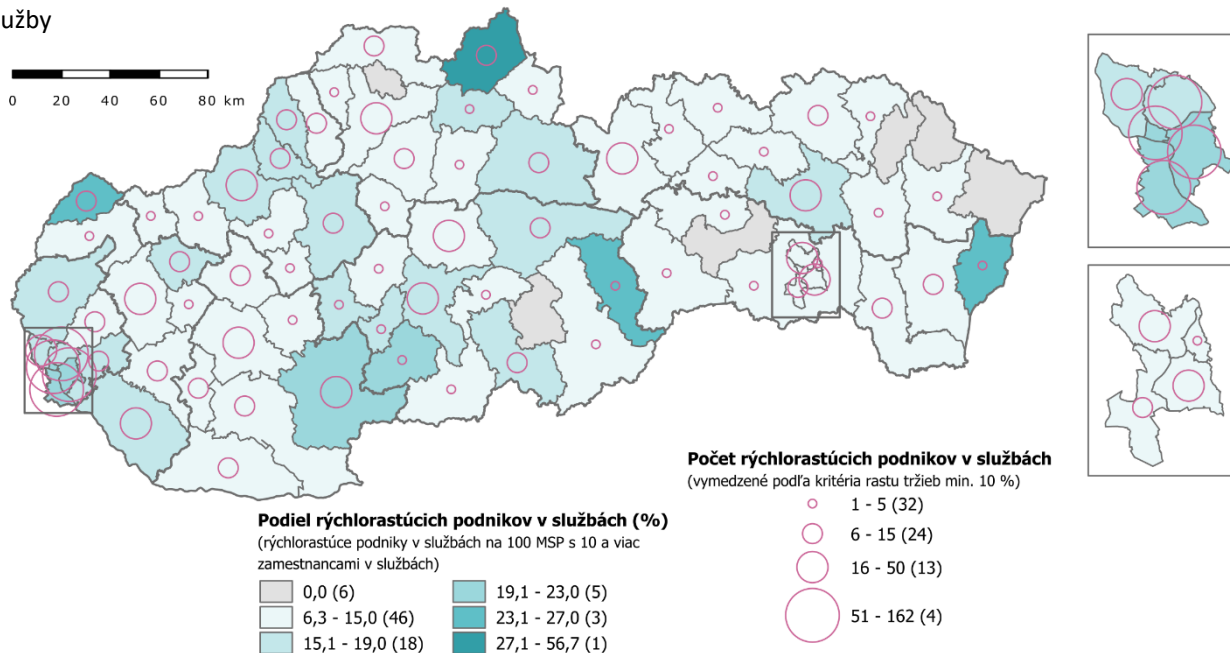 užby
0 20 40 60 80 km
Počet rýchlorastúcich podnikov v službách
(vymedzené podľa kritéria rastu tržieb min. 10 %)
1 - 5 (32)
6 - 15 (24)
16 - 50 (13)
51 - 162 (4)
Podiel rýchlorastúcich podnikov v službách (%)
(rýchlorastúce podniky v službách na 100 MSP s 10 a viac
zamestnancami v službách)
0,0 (6)
6,3 - 15,0 (46)
15,1 - 19,0 (18)
19,1 - 23,0 (5)
23,1 - 27,0 (3)
27,1 - 56,7 (1)